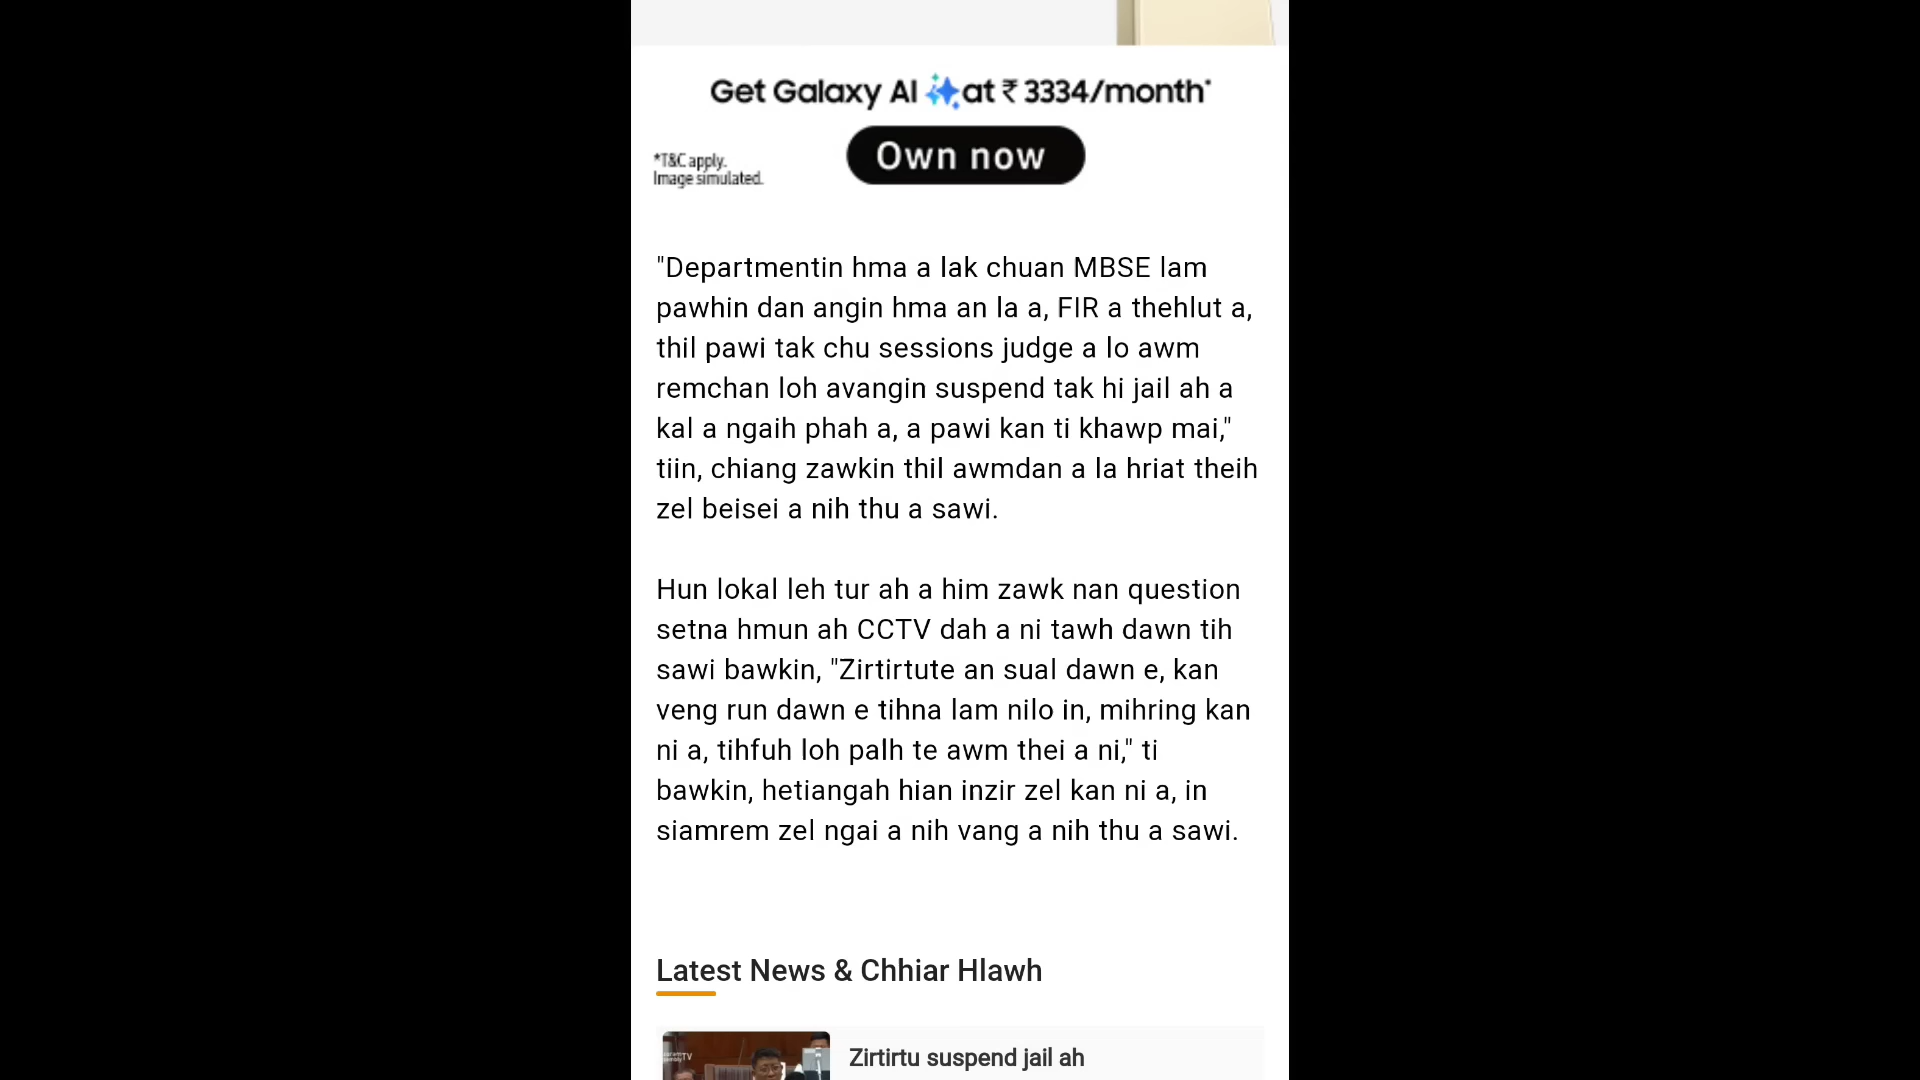 Get Galaxy AI at ₹ 3334/month*
Own now
*T&C apply.
Image simulated.
"Departmentin hma a lak chuan MBSE lam
pawhin dan angin hma an la a, FIR a thehlut a,
thil pawi tak chu sessions judge a lo awm
remchan loh avangin suspend tak hi jail ah a
kal a ngaih phah a, a pawi kan ti khawp mai,"
tiin, chiang zawkin thil awmdan a la hriat theih
zel beisei a nih thu a sawi.
Hun lokal leh tur ah a him zawk nan question
setna hmun ah CCTV dah a ni tawh dawn tih
sawi bawkin, "Zirtirtute an sual dawn e, kan
veng run dawn e tihna lam nilo in, mihring kan
ni a, tihfuh loh palh te awm thei a ni," ti
bawkin, hetiangah hian inzir zel kan ni a, in
siamrem zel ngai a nih vang a nih thu a sawi.
Latest News & Chhiar Hlawh
Zirtirtu suspend jail ah